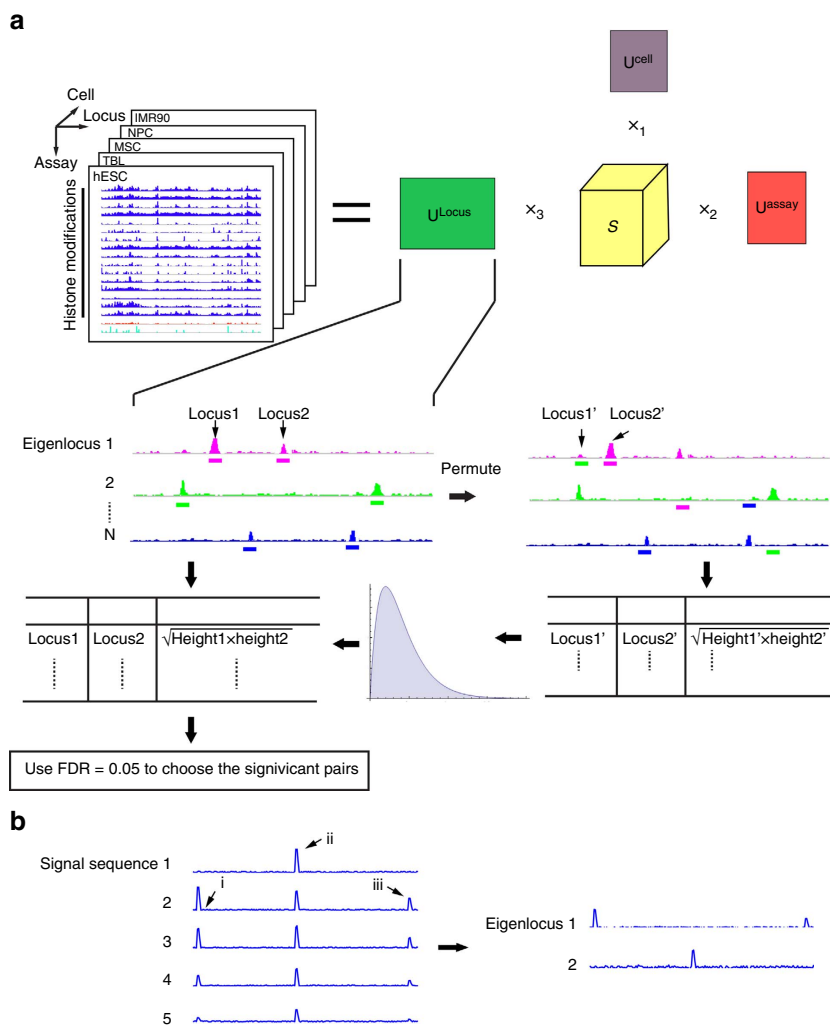 a
Cell
Locus
Assay
IMR90
NPC
MSC
TBL
hESC
Histone modifications
=
U^Locus
×3
S
U^cell
×1
×2
U^assay
Locus1 Locus2
Eigenlocus 1
2
N
Permute
Locus1' Locus2'
Locus1 Locus2 √Height1×height2
Locus1' Locus2' √Height1'×height2'
Use FDR = 0.05 to choose the signivicant pairs
b
Signal sequence 1
ii
2
i
iii
3
4
5
Eigenlocus 1
2